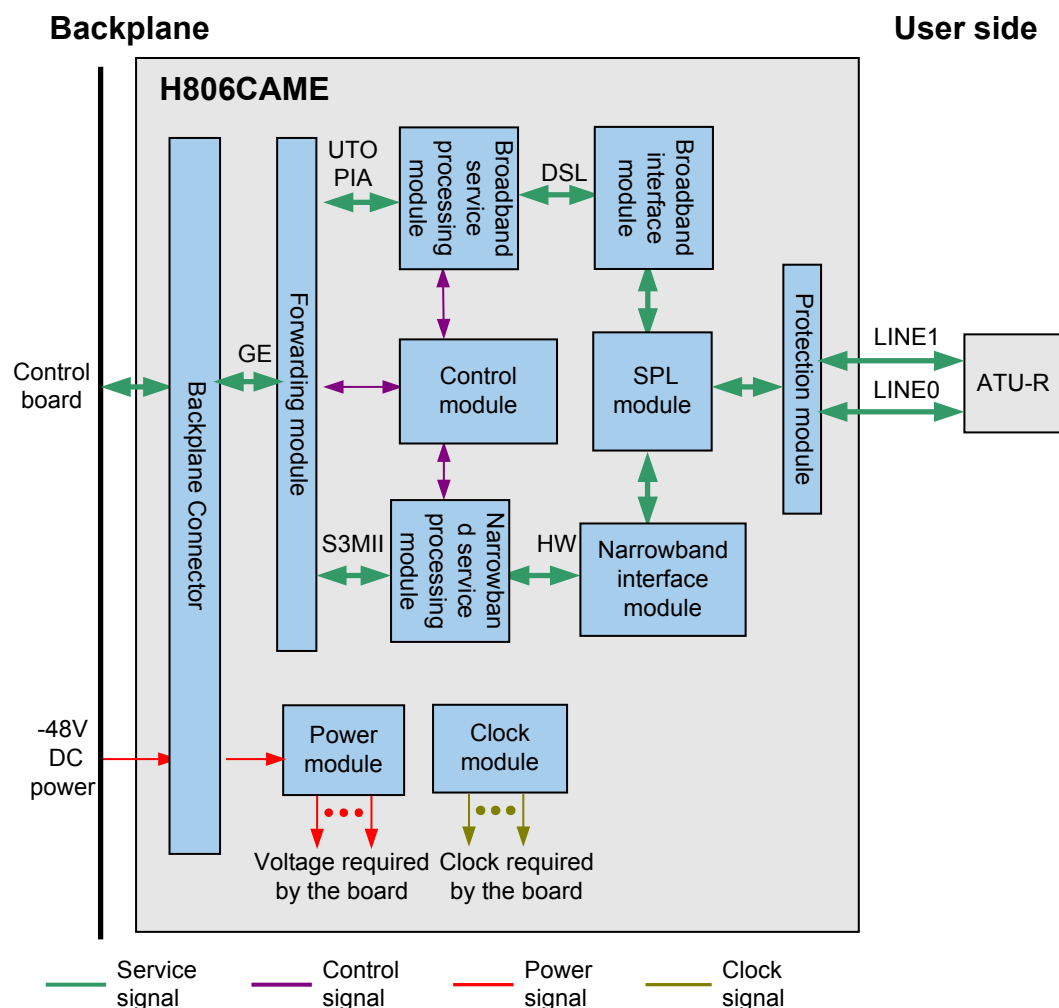 Backplane
User side
H806CAME
UTO
PIA
Broadband
service
processing
module
DSL
Broadband
interface
module
Backplane Connector
Forwarding module
GE
Control
board
Control
module
SPL
module
Protection module
LINE1
LINE0
ATU-R
S3MII
Narrowban
d service
processing
module
HW
Narrowband
interface
module
-48V
DC
power
Power
module
Clock
module
Voltage required
by the board
Clock required
by the board
Service
signal
Control
signal
Power
signal
Clock
signal